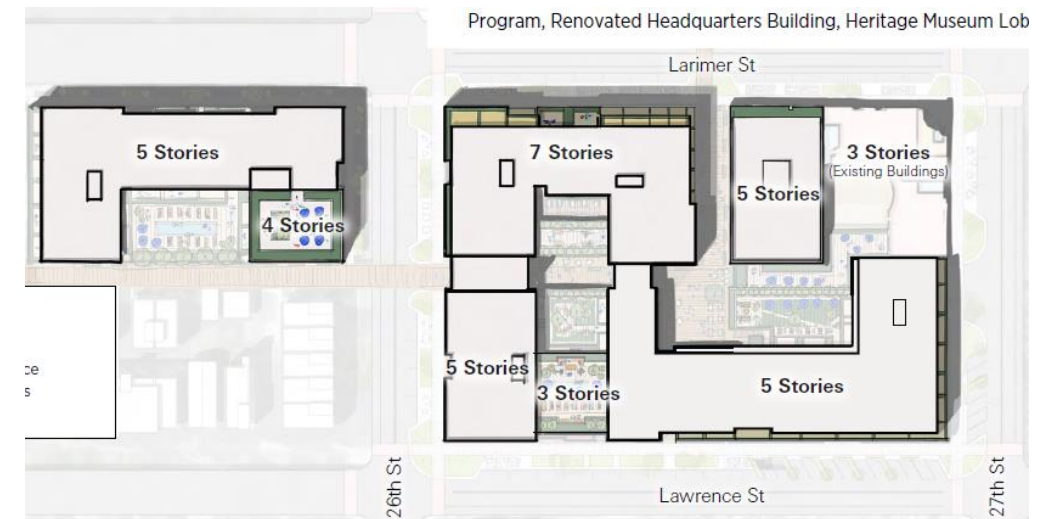 Program, Renovated Headquarters Building, Heritage Museum Lob
Larimer St
5 Stories
7 Stories
3 Stories
(Existing Buildings)
5 Stories
4 Stories
ce
s
5 Stories
3 Stories
5 Stories
26th St
Lawrence St
27th St